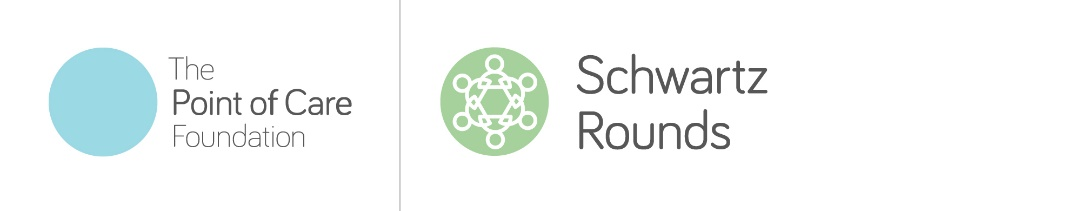 The
Point of Care
Foundation
Schwartz
Rounds